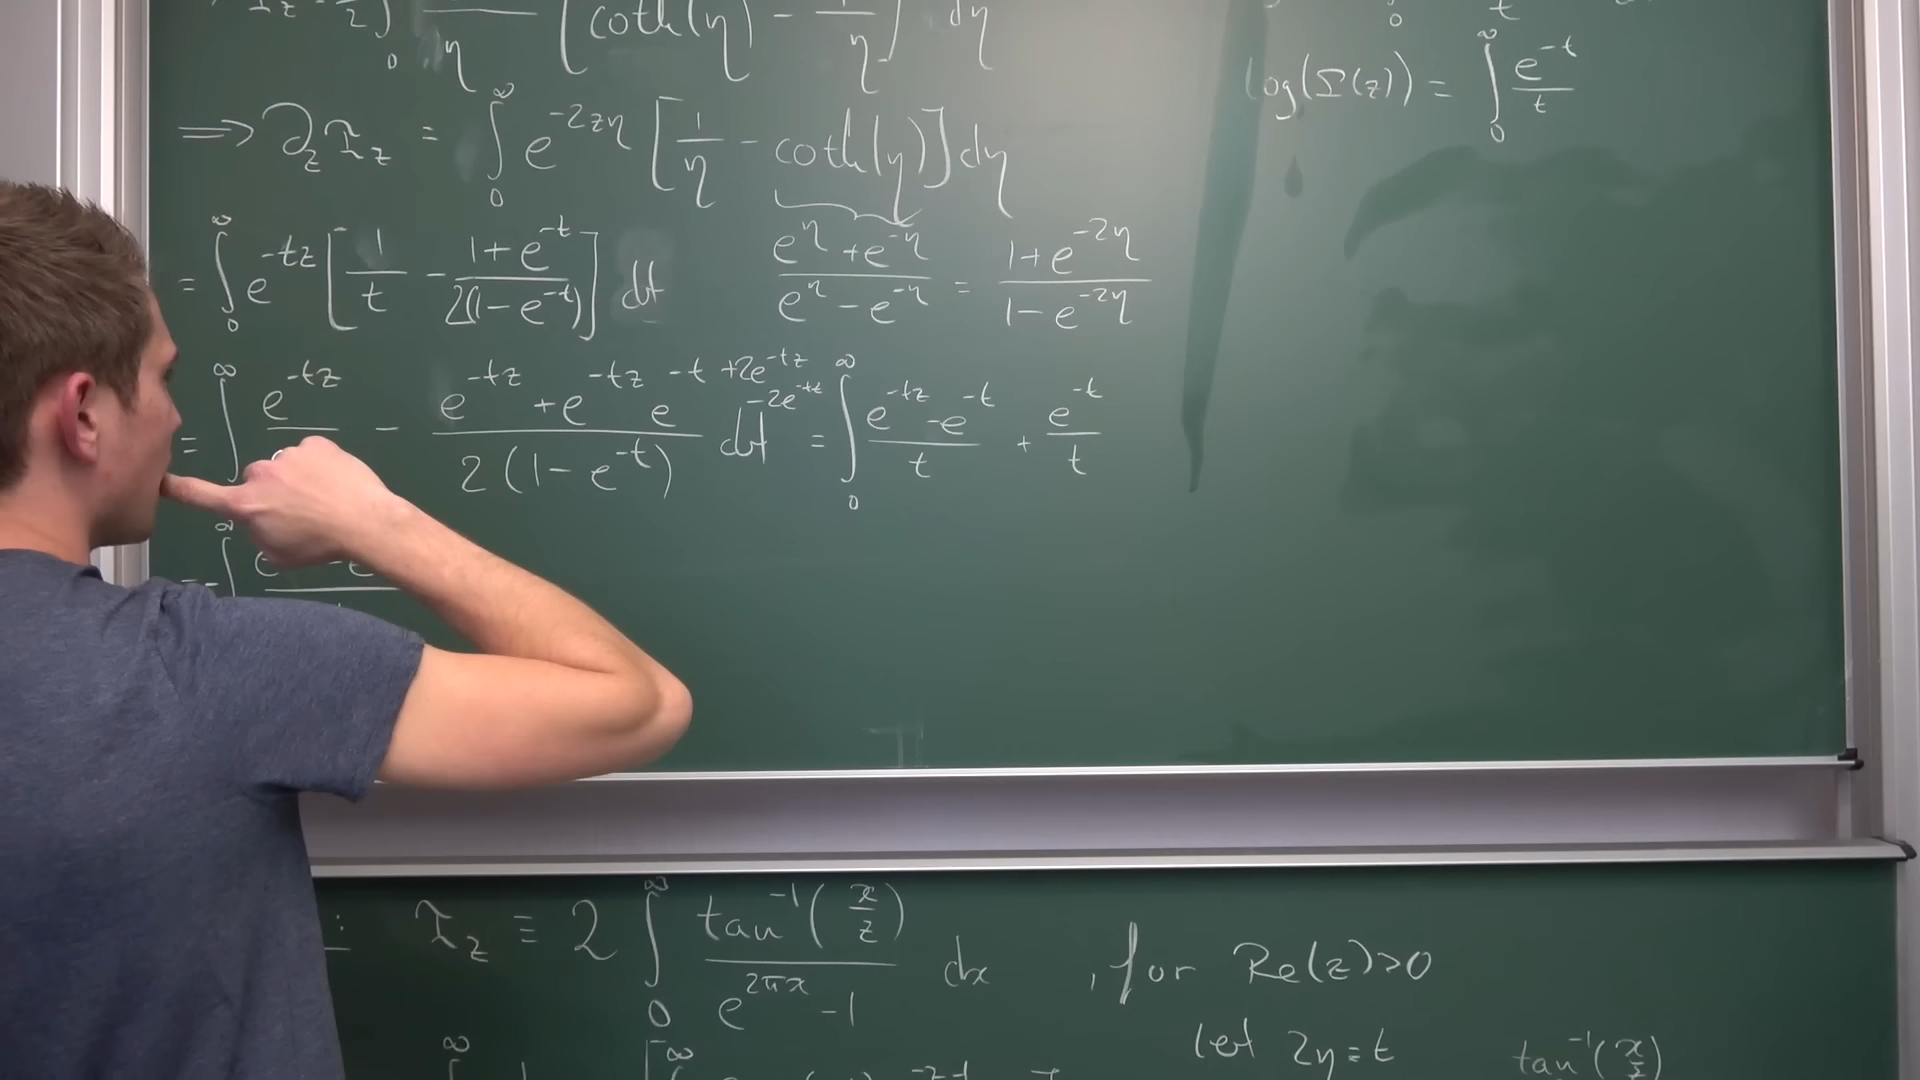 ∫₀ — η [coth(η) - 1/η] dη
⟹ ∂_z I_z = ∫₀^∞ e^{-2zη} [1/η - coth(η)] dη
= ∫₀^∞ e^{-tz} [1/t - (1+e^{-t})/(2(1-e^{-t}))] dt
(e^η + e^{-η})/(e^η - e^{-η}) = (1+e^{-2η})/(1-e^{-2η})
= ∫^∞ e^{-tz} - (e^{-tz} + e^{-tz} e^{-t} + 2e^{-tz} - 2e^{-tz})/(2(1-e^{-t})) dt = ∫₀^∞ (e^{-tz} - e^{-t})/t + e^{-t}/t
= -∫^∞ e - e
log(Γ(z)) = ∫₀^∞ e^{-t}/t
: I_z ≡ 2 ∫₀^∞ tan^{-1}(x/z)/(e^{2πx} - 1) dx , for Re(z)>0
let 2η = t
tan^{-1}(x/z)